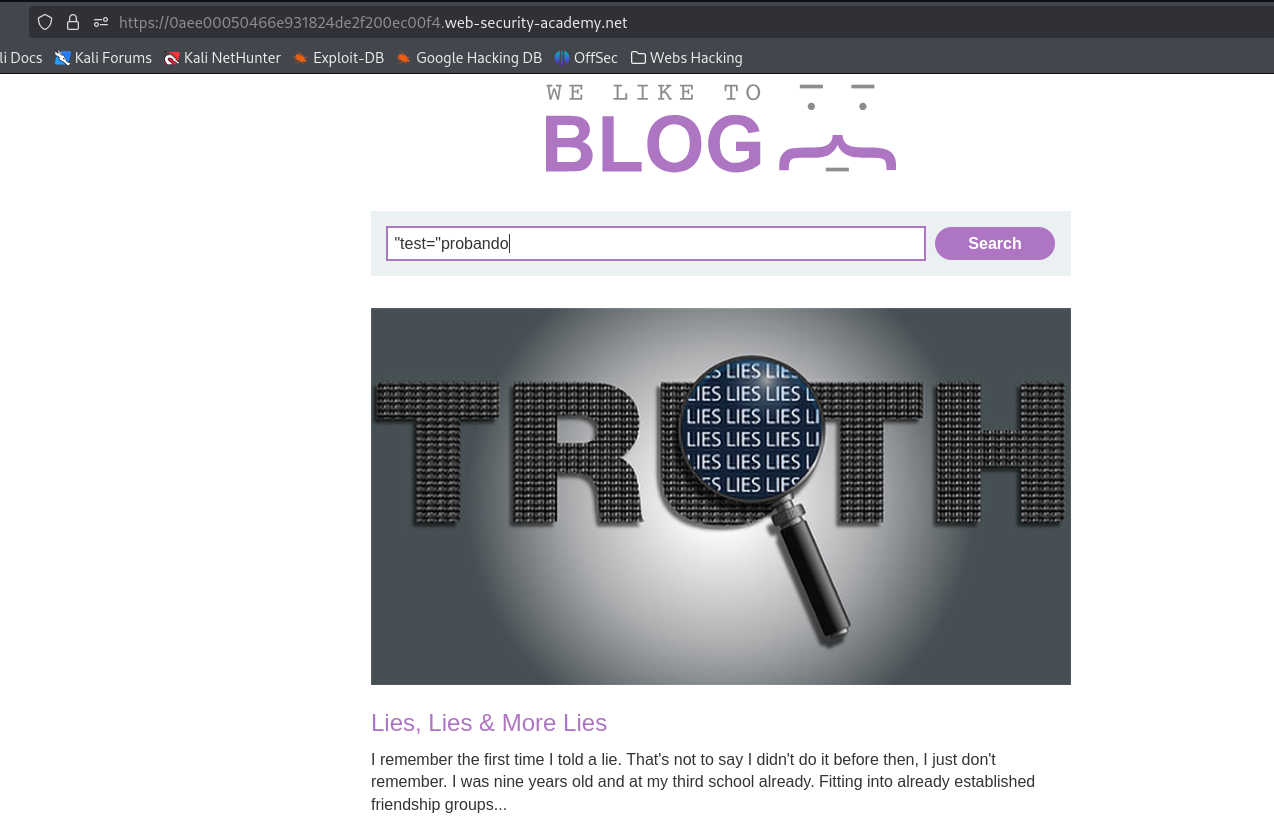 https://0aee00050466e931824de2f200ec00f4.web-security-academy.net
li Docs Kali Forums Kali NetHunter Exploit-DB Google Hacking DB OffSec Webs Hacking
WE LIKE TO
BLOG
"test="probando Search
TRUTH
LIES LIES LIES
LIES LIES LIES
LIES LIES LIES
LIES LIES LIES
LIES LIES LIES
LIES LIES LIES
Lies, Lies & More Lies
I remember the first time I told a lie. That's not to say I didn't do it before then, I just don't
remember. I was nine years old and at my third school already. Fitting into already established
friendship groups...